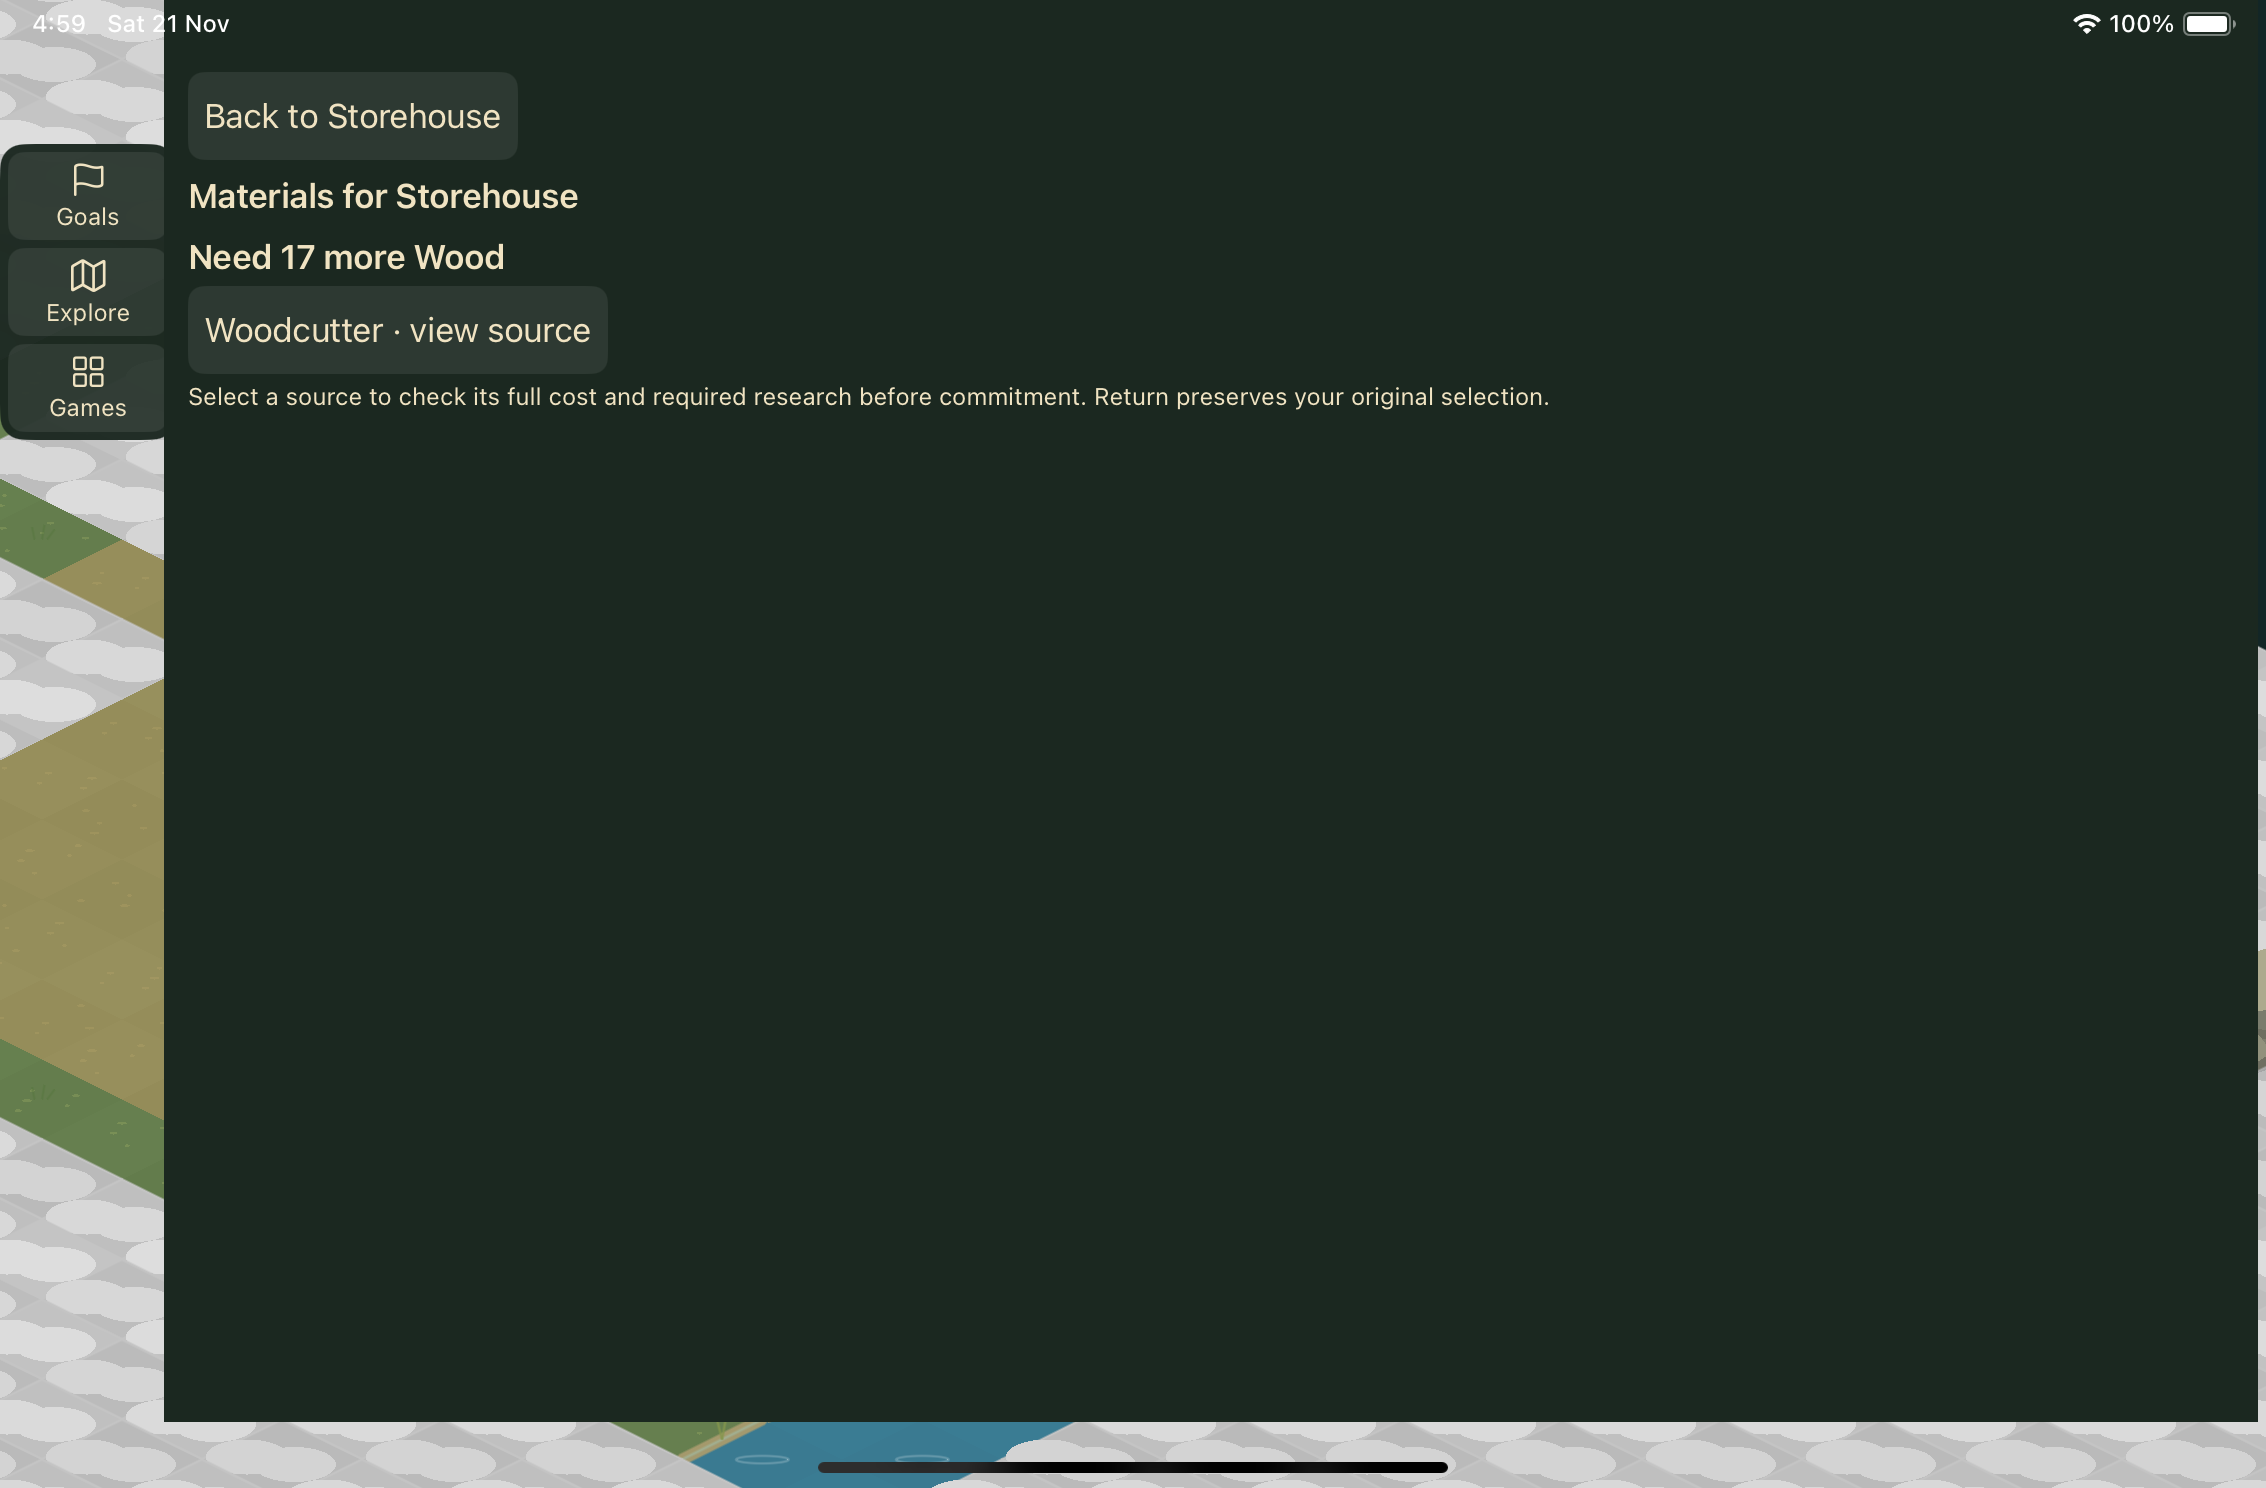 4:59 Sat 21 Nov
100%
Back to Storehouse
Materials for Storehouse
Goals
Need 17 more Wood
Explore
Woodcutter · view source
Games
Select a source to check its full cost and required research before commitment. Return preserves your original selection.